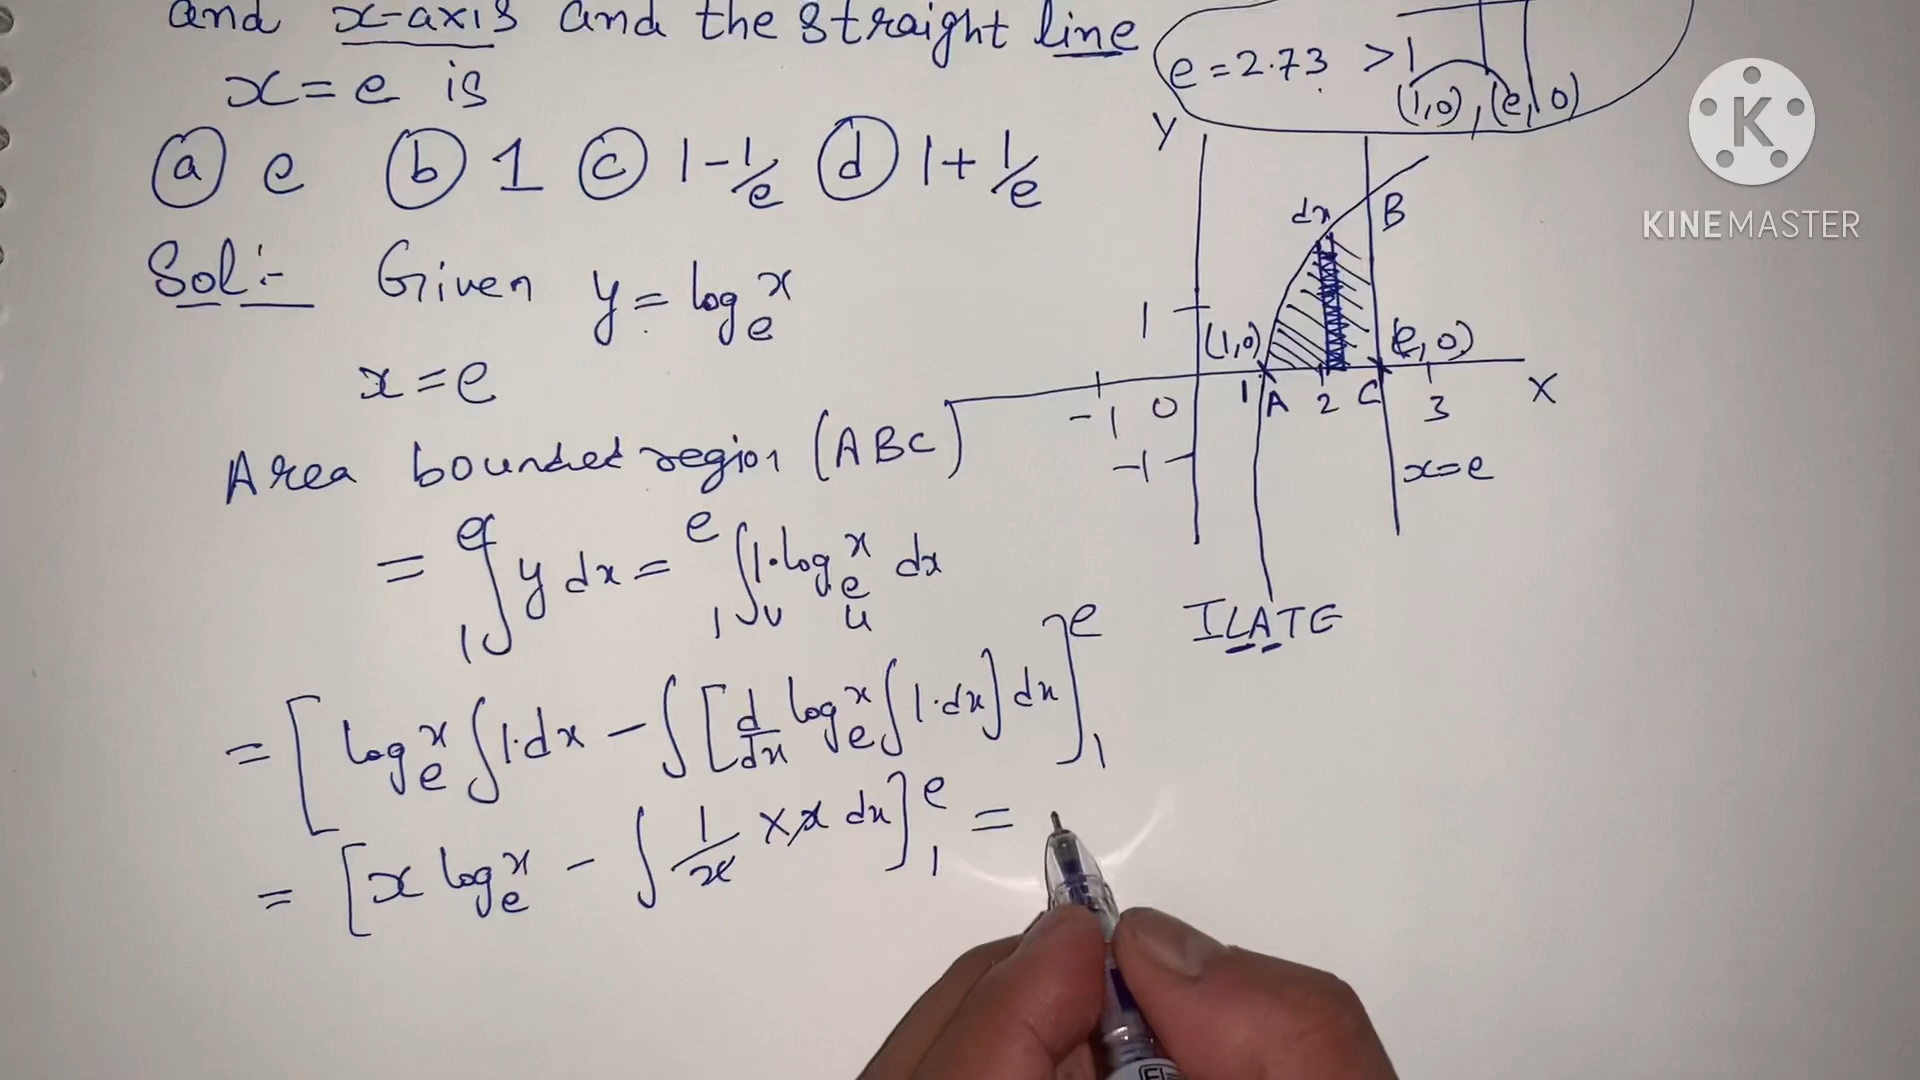 and x-axis and the straight line
x = e is
(a) e (b) 1 (c) 1 - 1/e (d) 1 + 1/e
Sol:- Given y = log_e^x
x = e
Area bounded region (ABC)
= ∫_1^e y dx = ∫_1^e 1·log_e^x dx
v u
= [log_e^x ∫1·dx - ∫[d/dx log_e^x ∫1·dx] dx]_1^e
= [x log_e^x - ∫ 1/x × x dx]_1^e =
e = 2.73 > 1
(1,0), (e, 0)
Y
dx
B
1
(1,0)
(e, 0)
-1 0 1 A 2 C 3 X
-1
x=e
ILATE
K
KINEMASTER